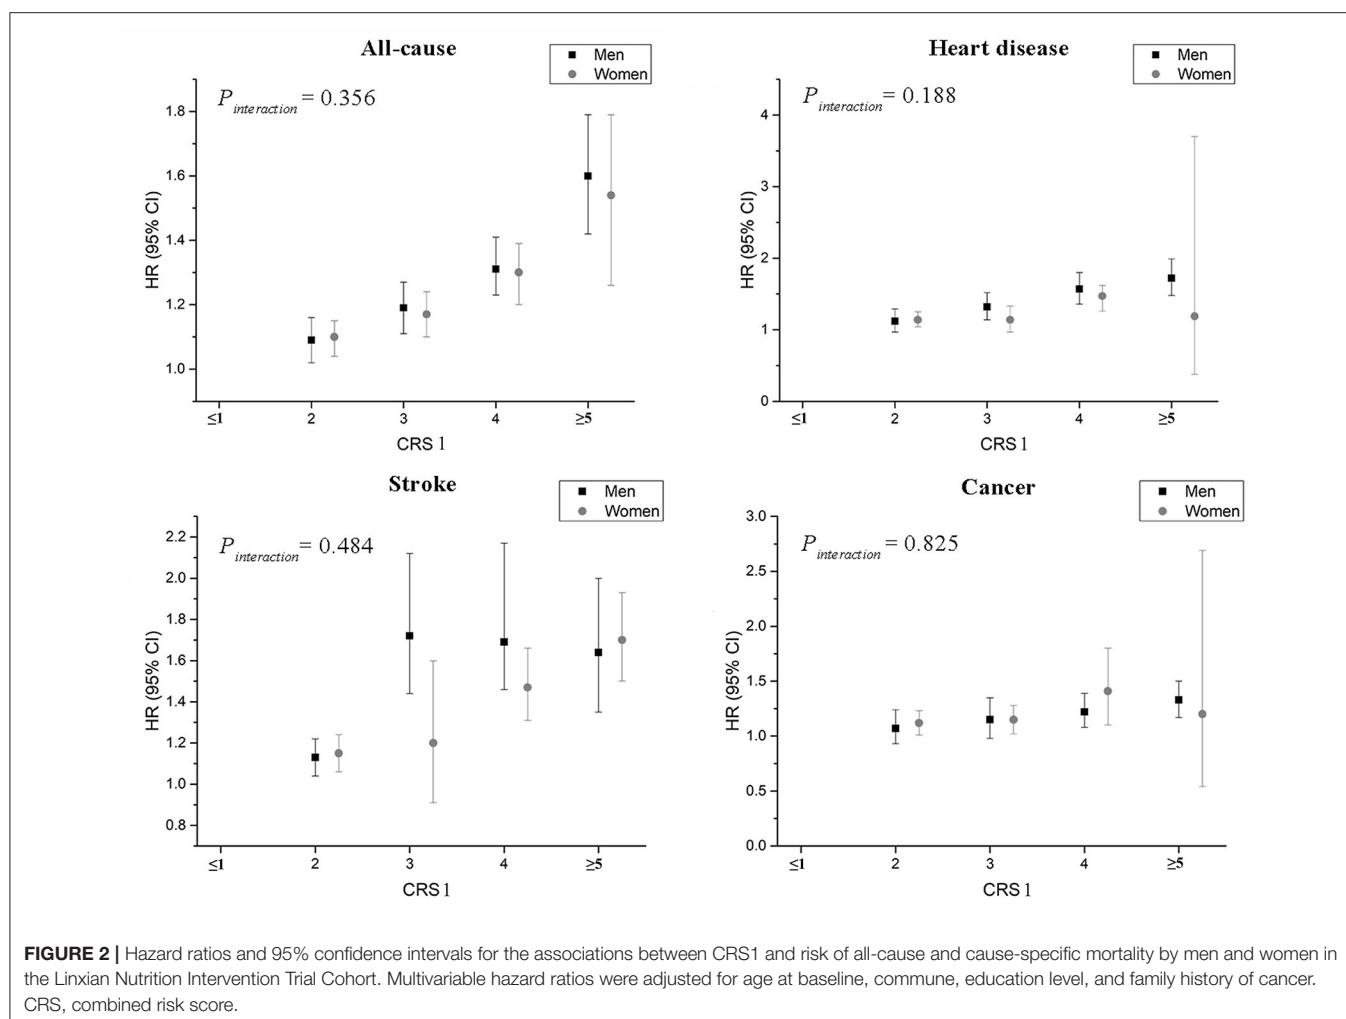 All-cause
Men
Women
P interaction = 0.356
HR (95% CI)
1.8
1.6
1.4
1.2
1.0
≤1 2 3 4 ≥5
CRS 1
Heart disease
Men
Women
P interaction = 0.188
HR (95% CI)
4
3
2
1
0
≤1 2 3 4 ≥5
CRS 1
Stroke
Men
Women
P interaction = 0.484
HR (95% CI)
2.2
2.0
1.8
1.6
1.4
1.2
1.0
0.8
≤1 2 3 4 ≥5
CRS 1
Cancer
Men
Women
P interaction = 0.825
HR (95% CI)
3.0
2.5
2.0
1.5
1.0
0.5
0.0
≤1 2 3 4 ≥5
CRS 1
FIGURE 2 | Hazard ratios and 95% confidence intervals for the associations between CRS1 and risk of all-cause and cause-specific mortality by men and women in
the Linxian Nutrition Intervention Trial Cohort. Multivariable hazard ratios were adjusted for age at baseline, commune, education level, and family history of cancer.
CRS, combined risk score.